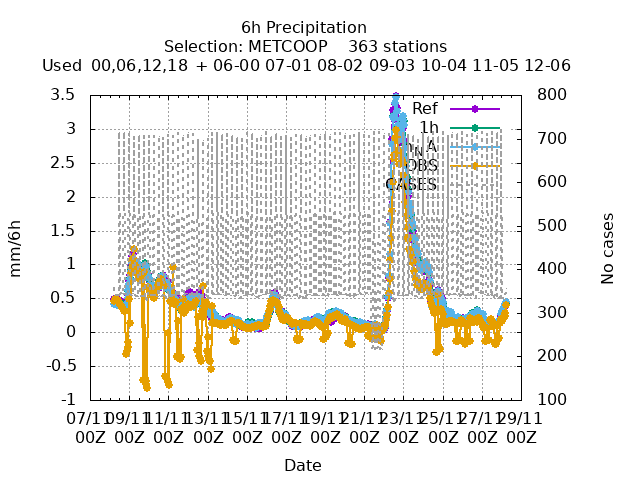 6h Precipitation
Selection: METCOOP 363 stations
Used 00,06,12,18 + 06-00 07-01 08-02 09-03 10-04 11-05 12-06
3.5
3
2.5
2
1.5
1
0.5
0
-0.5
-1
mm/6h
800
700
600
500
400
300
200
100
No cases
Ref
1h
A
OBS
CASES
07/11 09/11 11/11 13/11 15/11 17/11 19/11 21/11 23/11 25/11 27/11 29/11
00Z 00Z 00Z 00Z 00Z 00Z 00Z 00Z 00Z 00Z 00Z 00Z
Date